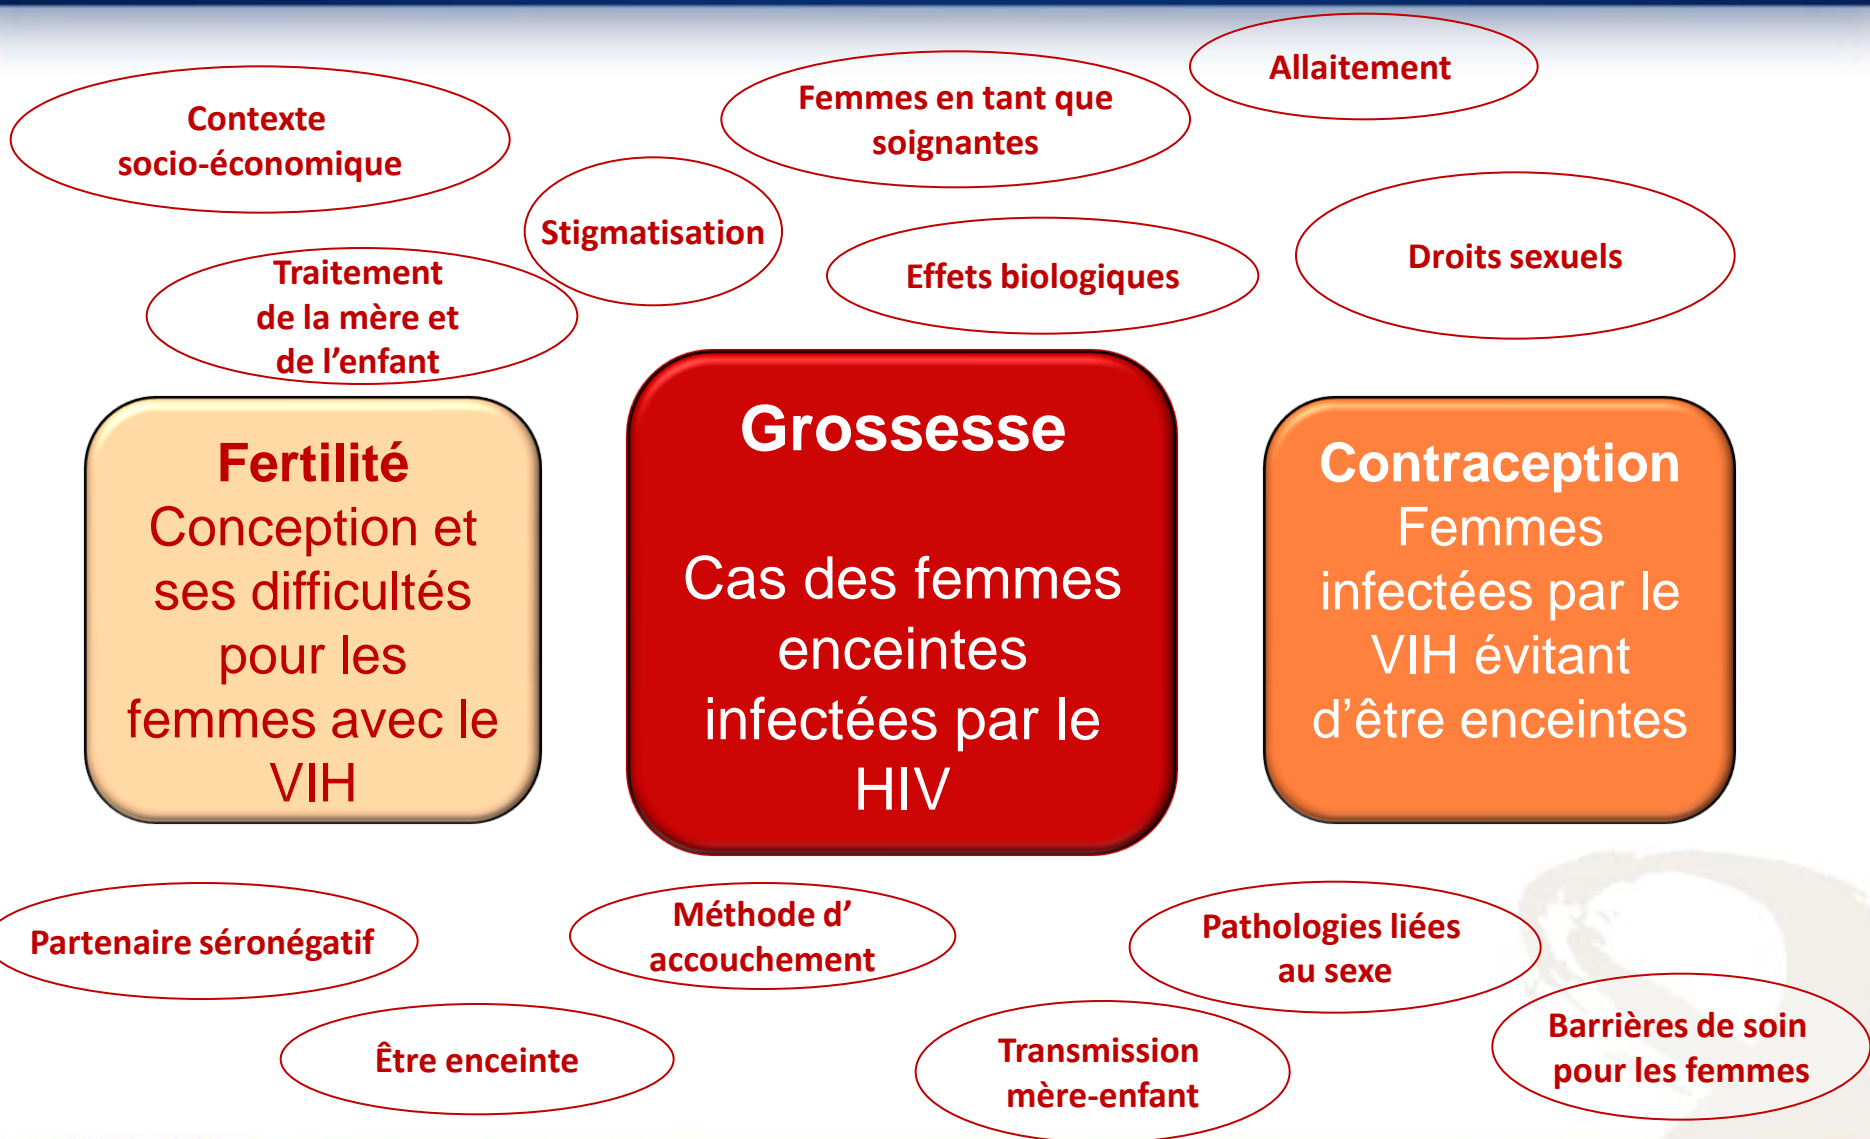 Allaitement
Femmes en tant que
soignantes
Contexte
socio-économique
Stigmatisation
Effets biologiques
Droits sexuels
Traitement
de la mère et
de l’enfant
Fertilité
Conception et
ses difficultés
pour les
femmes avec le
VIH
Grossesse
Cas des femmes
enceintes
infectées par le
HIV
Contraception
Femmes
infectées par le
VIH évitant
d’être enceintes
Partenaire séronégatif
Méthode d’
accouchement
Pathologies liées
au sexe
Être enceinte
Transmission
mère-enfant
Barrières de soin
pour les femmes